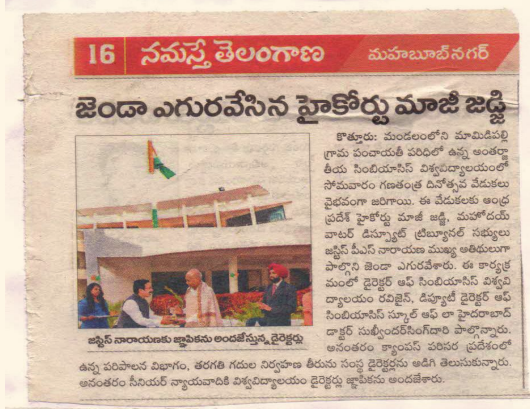 16 నమస్తే తెలంగాణ మహబూబ్‌నగర్
జెండా ఎగురవేసిన హైకోర్టు మాజీ జడ్జి
కొత్తూరు: మండలంలోని మామిడిపల్లి
గ్రామ పంచాయతీ పరిధిలో ఉన్న అంతర్జా
తీయ సింబియాసిస్ విశ్వవిద్యాలయంలో
సోమవారం గణతంత్ర దినోత్సవ వేడుకలు
వైభవంగా జరిగాయి. ఈ వేడుకలకు ఆంధ్ర
ప్రదేశ్ హైకోర్టు మాజీ జడ్జి, మహోదయ్
వాటర్ డిస్ప్యూట్ ట్రిబ్యూనల్ సభ్యులు
జస్టిస్ పీఎస్ నారాయణ ముఖ్య అతిథులుగా
పాల్గొని జెండా ఎగురవేశారు. ఈ కార్యక్ర
మంలో డైరెక్టర్ ఆఫ్ సింబియాసిస్ విశ్వవి
ద్యాలయం రవిజైన్, డిప్యూటీ డైరెక్టర్ ఆఫ్
సింబియాసిస్ స్కూల్ ఆఫ్ లా హైదరాబాద్
డాక్టర్ సుఖ్వీందర్‌సింగ్‌దారి పాల్గొన్నారు.
అనంతరం క్యాంపస్ పరిసర ప్రదేశంలో
జస్టిస్ నారాయణకు జ్ఞాపికను అందజేస్తున్న డైరెక్టర్లు
ఉన్న పరిపాలన విభాగం, తరగతి గదుల నిర్వహణ తీరును సంస్థ డైరెక్టర్లను అడిగి తెలుసుకున్నారు.
అనంతరం సీనియర్ న్యాయవాదికి విశ్వవిద్యాలయం డైరెక్టర్లు జ్ఞాపికను అందజేశారు.